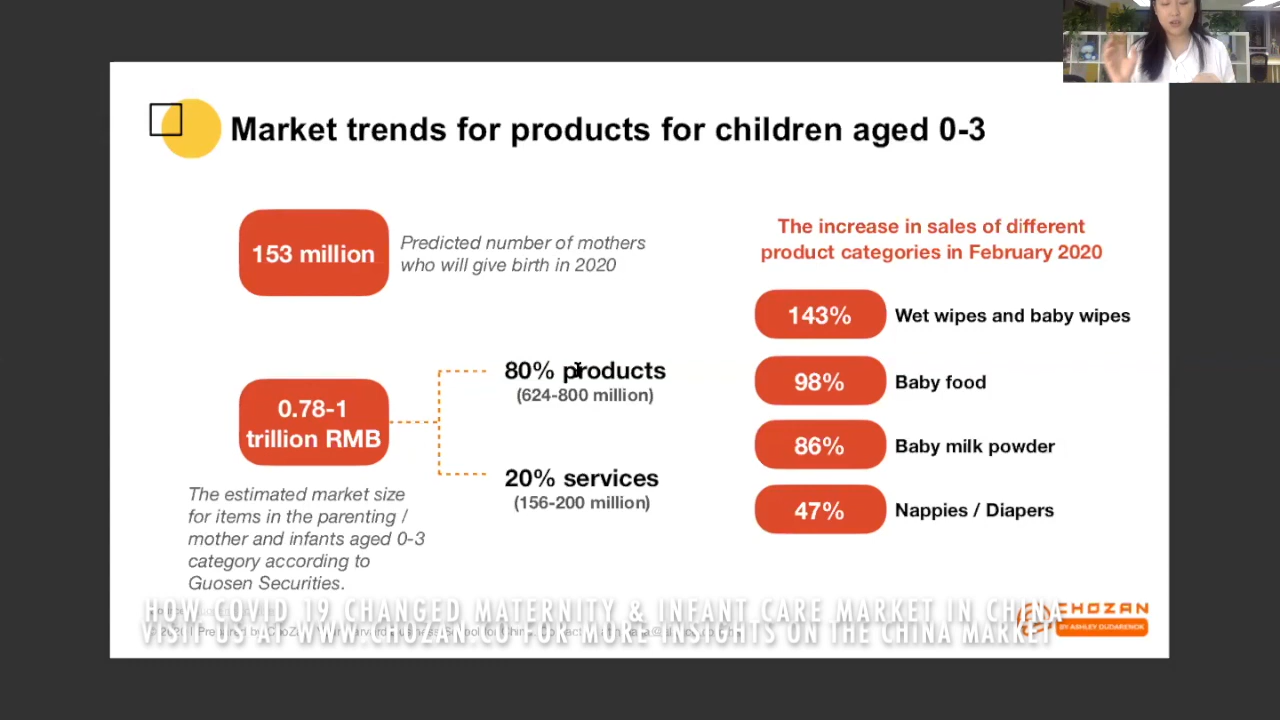 Market trends for products for children aged 0-3
153 million
Predicted number of mothers
who will give birth in 2020
0.78-1
trillion RMB
80% products
(624-800 million)
20% services
(156-200 million)
The estimated market size
for items in the parenting /
mother and infants aged 0-3
category according to
Guosen Securities.
The increase in sales of different
product categories in February 2020
143%
Wet wipes and baby wipes
98%
Baby food
86%
Baby milk powder
47%
Nappies / Diapers
HOW COVID 19 CHANGED MATERNITY & INFANT CARE MARKET IN CHINA
VISIT US AT WWW.CHOZAN.CO FOR MORE INSIGHTS ON THE CHINA MARKET
CHOZAN
BY ASHLEY DUDARENOK